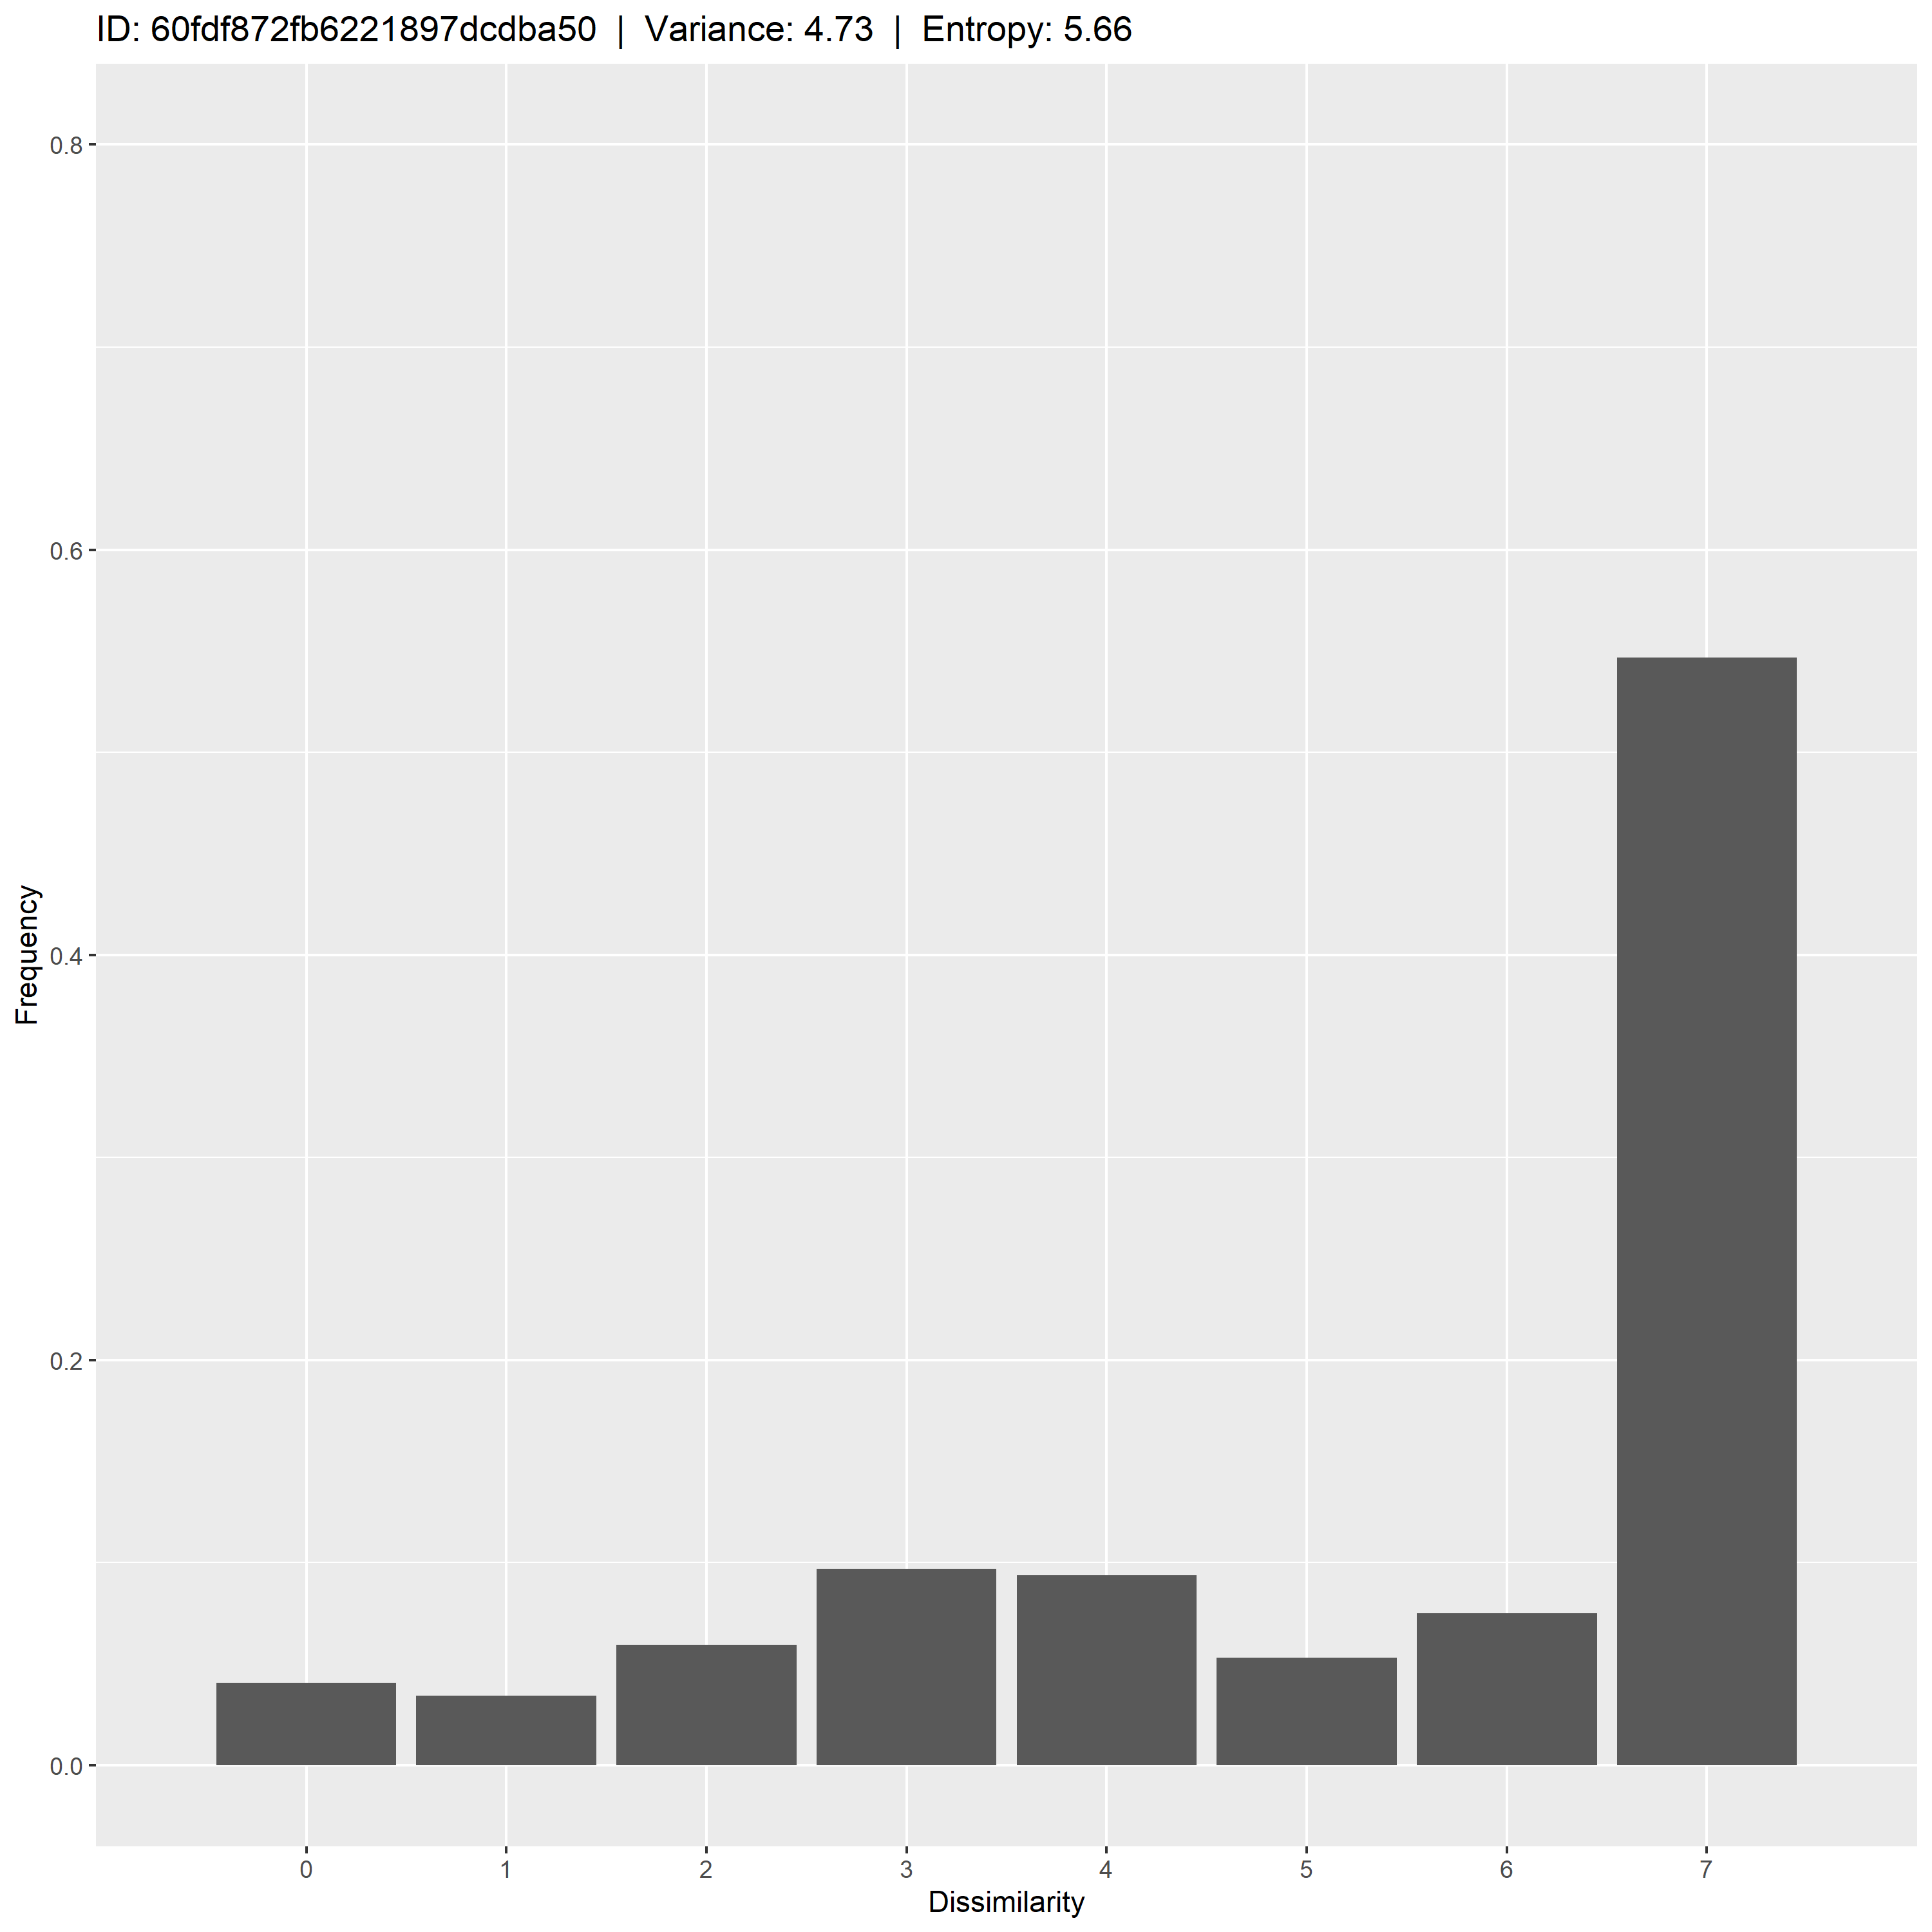 ID: 60fdf872fb6221897dcdba50 | Variance: 4.73 | Entropy: 5.66
0.8
0.6
0.4
0.2
0.0
Frequency
0 1 2 3 4 5 6 7
Dissimilarity